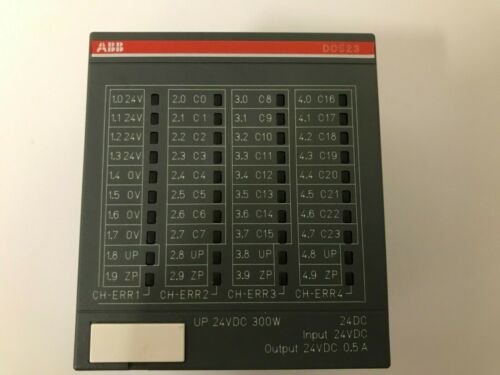 ABB DC523
1.0 24V 2.0 C0 3.0 C8 4.0 C16
1.1 24V 2.1 C1 3.1 C9 4.1 C17
1.2 24V 2.2 C2 3.2 C10 4.2 C18
1.3 24V 2.3 C3 3.3 C11 4.3 C19
1.4 0V 2.4 C4 3.4 C12 4.4 C20
1.5 0V 2.5 C5 3.5 C13 4.5 C21
1.6 0V 2.6 C6 3.6 C14 4.6 C22
1.7 0V 2.7 C7 3.7 C15 4.7 C23
1.8 UP 2.8 UP 3.8 UP 4.8 UP
1.9 ZP 2.9 ZP 3.9 ZP 4.9 ZP
CH-ERR1 CH-ERR2 CH-ERR3 CH-ERR4
UP 24VDC 300W 24DC
Input 24VDC
Output 24VDC 0.5A